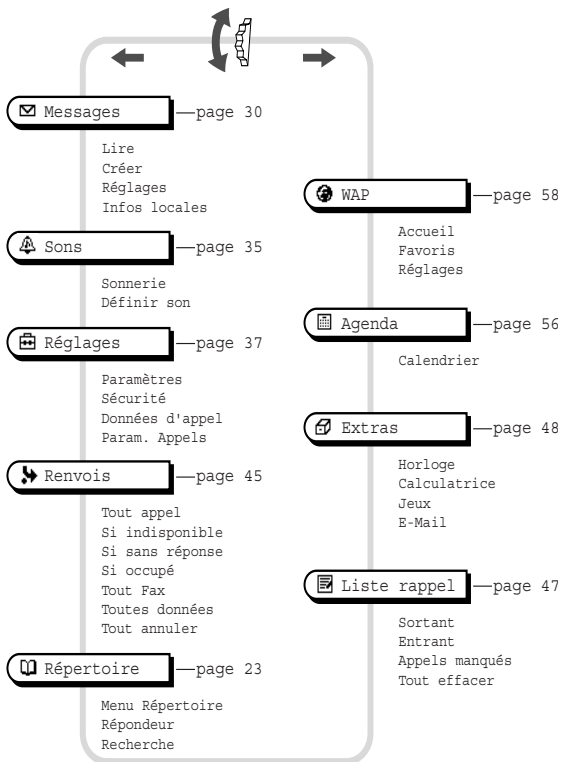 Messages —page 30
Lire
Créer
Réglages
Infos locales
Sons —page 35
Sonnerie
Définir son
Réglages —page 37
Paramètres
Sécurité
Données d'appel
Param. Appels
Renvois —page 45
Tout appel
Si indisponible
Si sans réponse
Si occupé
Tout Fax
Toutes données
Tout annuler
Répertoire —page 23
Menu Répertoire
Répondeur
Recherche
WAP —page 58
Accueil
Favoris
Réglages
Agenda —page 56
Calendrier
Extras —page 48
Horloge
Calculatrice
Jeux
E-Mail
Liste rappel —page 47
Sortant
Entrant
Appels manqués
Tout effacer